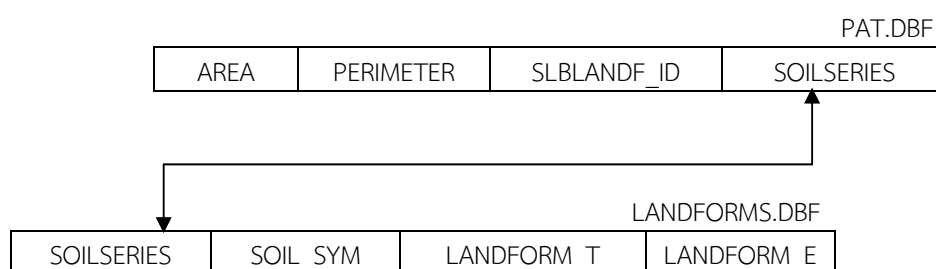 PAT.DBF
AREA PERIMETER SLBLANDF_ID SOILSERIES
LANDFORMS.DBF
SOILSERIES SOIL_SYM LANDFORM_T LANDFORM_E